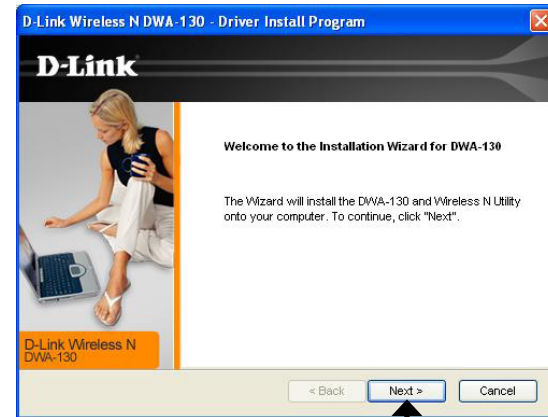 D-Link Wireless N DWA-130 - Driver Install Program
D-Link
Welcome to the Installation Wizard for DWA-130
The Wizard will install the DWA-130 and Wireless N Utility
onto your computer. To continue, click "Next".
D-Link Wireless N
DWA-130
< Back
Next >
Cancel